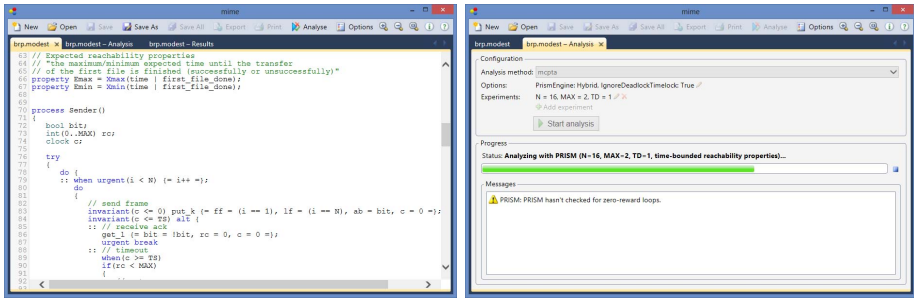 mime
New Open Save Save As Save All Export Print Analyse Options
brp.modest brp.modest – Analysis brp.modest – Results
63 // Expected reachability properties
64 // "the maximum/minimum expected time until the transfer
65 // of the first file is finished (successfully or unsuccessfully)"
66 property Emax = Xmax(time | first_file_done);
67 property Emin = Xmin(time | first_file_done);
68
69
70 process Sender()
71 {
72 bool bit;
73 int(0..MAX) rc;
74 clock c;
75
76 try
77 {
78 do {
79 :: when urgent(i < N) {= i++ =};
80 do
81 {
82 // send frame
83 invariant(c <= 0) put_k {= ff = (i == 1), lf = (i == N), ab = bit, c = 0 =};
84 invariant(c <= TS) alt {
85 :: // receive ack
86 get_l {= bit = !bit, rc = 0, c = 0 =};
87 urgent break
88 :: // timeout
89 when(c >= TS)
90 if(rc < MAX)
91 {
92
mime
New Open Save Save As Save All Export Print Analyse Options
brp.modest brp.modest – Analysis
Configuration
Analysis method: mcpta
Options: PrismEngine: Hybrid, IgnoreDeadlockTimelock: True
Experiments: N = 16, MAX = 2, TD = 1
Add experiment
Start analysis
Progress
Status: Analyzing with PRISM (N=16, MAX=2, TD=1, time-bounded reachability properties)...
Messages
PRISM: PRISM hasn't checked for zero-reward loops.